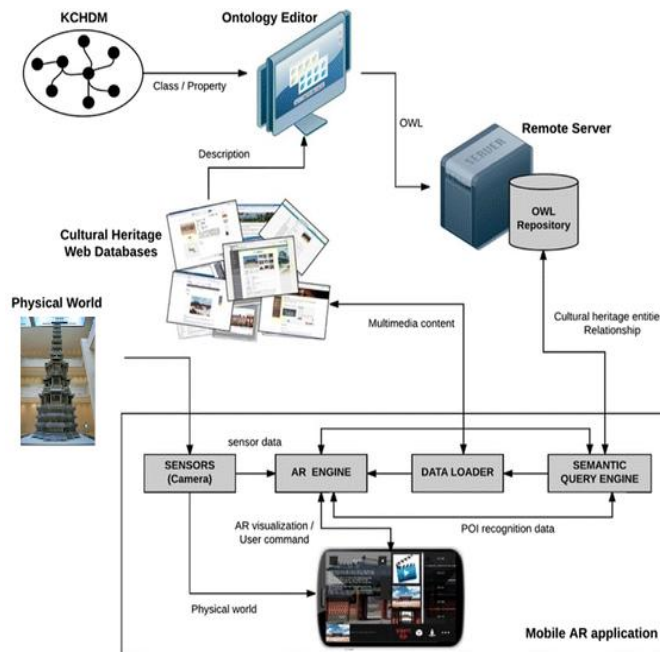 KCHDM
Ontology Editor
Class / Property
OWL
Remote Server
SERVER
OWL
Repository
Description
Cultural Heritage
Web Databases
Physical World
Multimedia content
Cultural heritage entitie
Relationship
sensor data
SENSORS
(Camera)
AR ENGINE
DATA LOADER
SEMANTIC
QUERY ENGINE
POI recognition data
AR visualization /
User command
Physical world
Mobile AR application